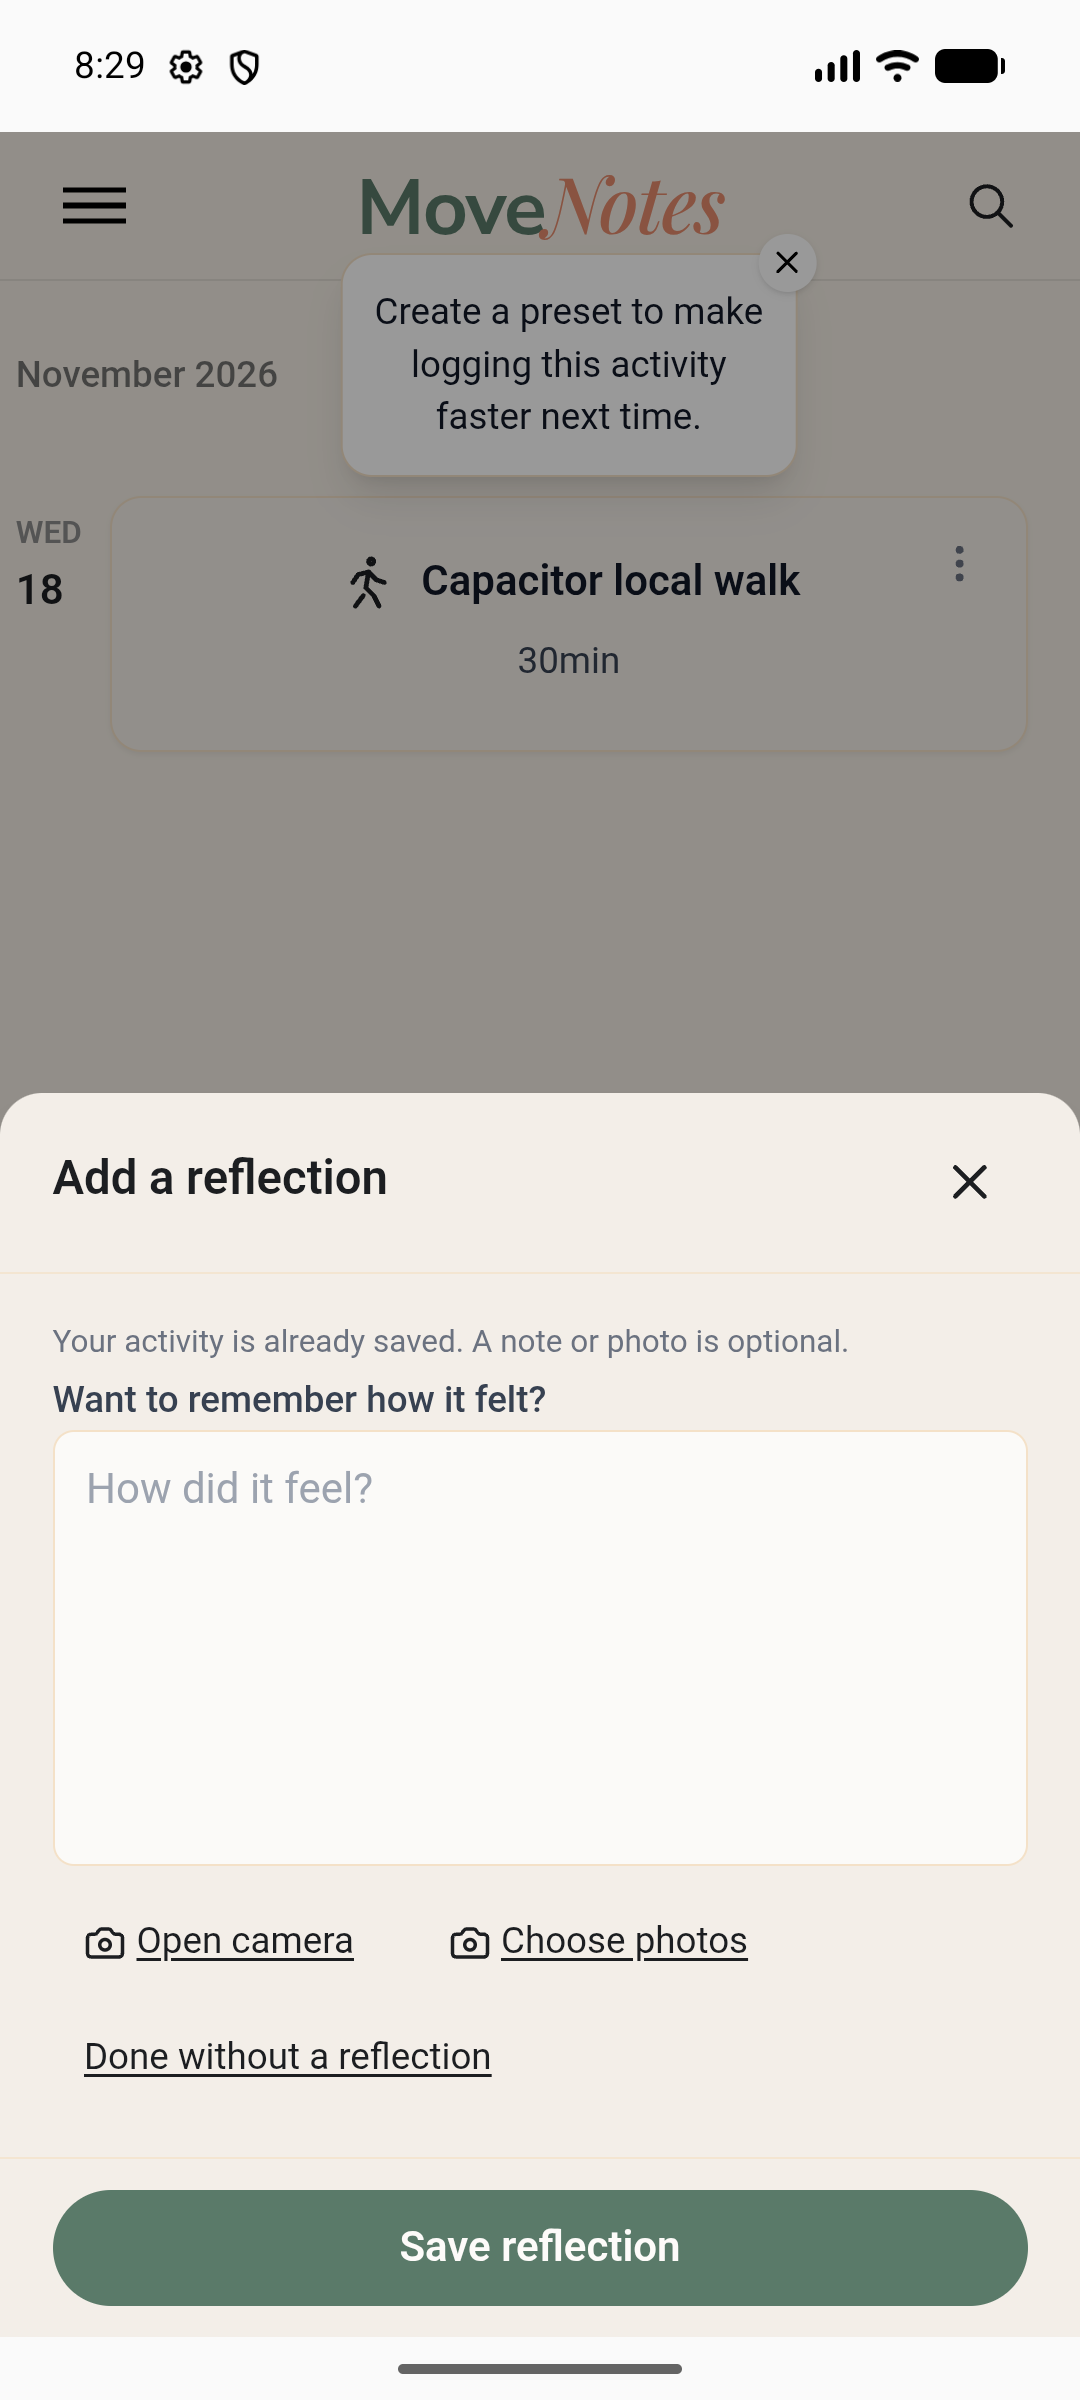 8:29
MoveNotes
Create a preset to make
logging this activity
faster next time.
November 2026
WED
18
Capacitor local walk
30min
Add a reflection
Your activity is already saved. A note or photo is optional.
Want to remember how it felt?
How did it feel?
Open camera
Choose photos
Done without a reflection
Save reflection